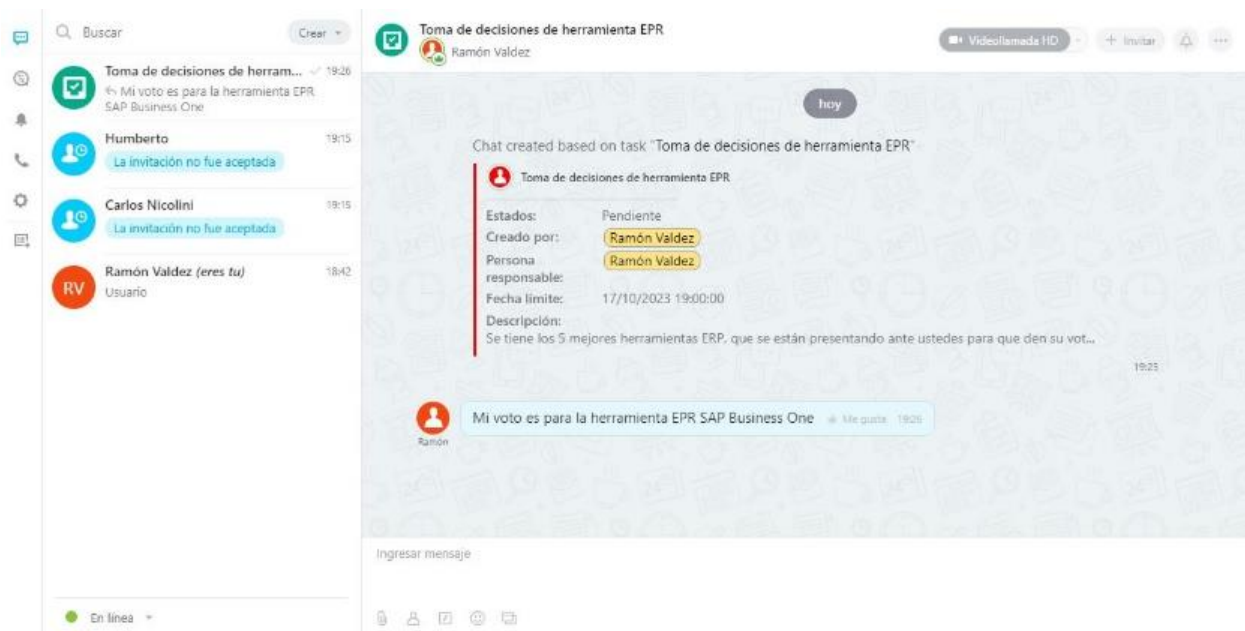 Buscar
Crear
Toma de decisiones de herram... 19:26
Mi voto es para la herramienta EPR
SAP Business One
Humberto 19:15
La invitación no fue aceptada
Carlos Nicolini 19:15
La invitación no fue aceptada
RV
Ramón Valdez (eres tu) 18:42
Usuario
En línea
Toma de decisiones de herramienta EPR
Ramón Valdez
Videollamada HD
+ Invitar
hoy
Chat created based on task "Toma de decisiones de herramienta EPR"
Toma de decisiones de herramienta EPR
Estados: Pendiente
Creado por: Ramón Valdez
Persona
responsable: Ramón Valdez
Fecha límite: 17/10/2023 19:00:00
Descripción:
Se tiene los 5 mejores herramientas ERP, que se están presentando ante ustedes para que den su vot...
19:25
Mi voto es para la herramienta EPR SAP Business One Me gusta 19:26
Ramón
Ingresar mensaje